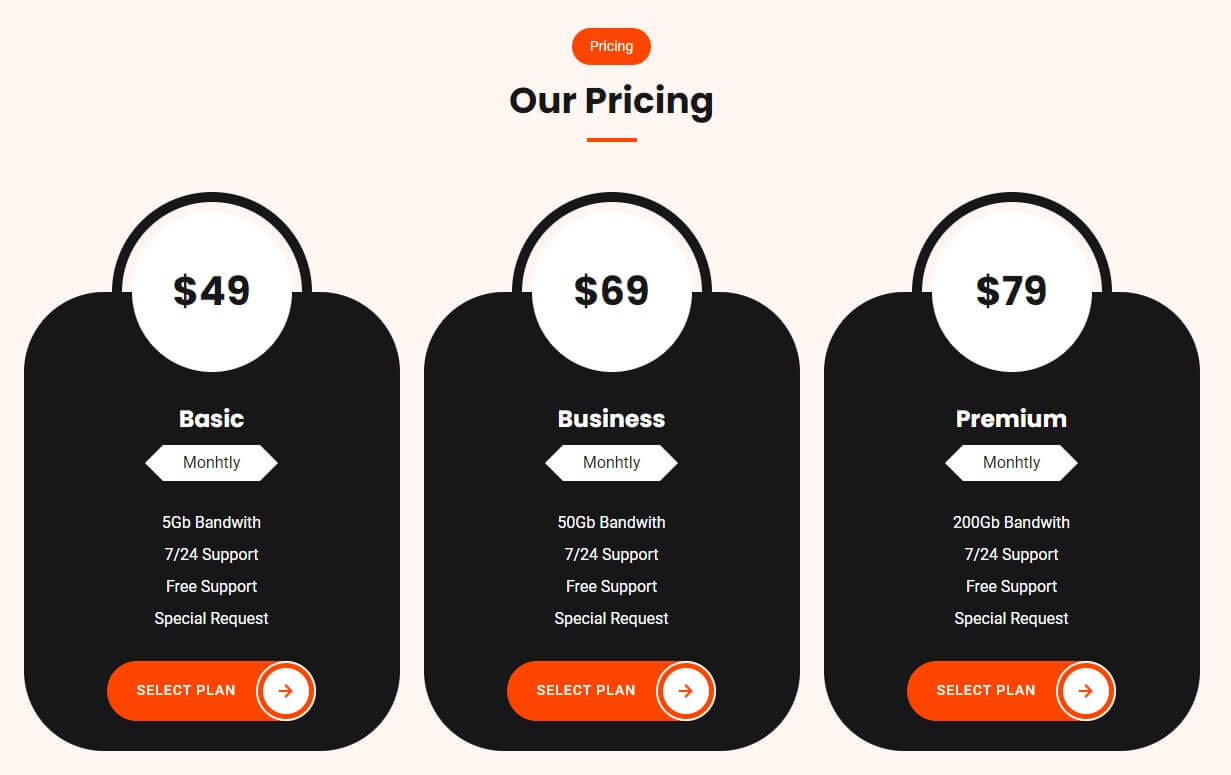 Pricing
Our Pricing
$49
Basic
Monhtly
5Gb Bandwith
7/24 Support
Free Support
Special Request
SELECT PLAN
$69
Business
Monhtly
50Gb Bandwith
7/24 Support
Free Support
Special Request
SELECT PLAN
$79
Premium
Monhtly
200Gb Bandwith
7/24 Support
Free Support
Special Request
SELECT PLAN